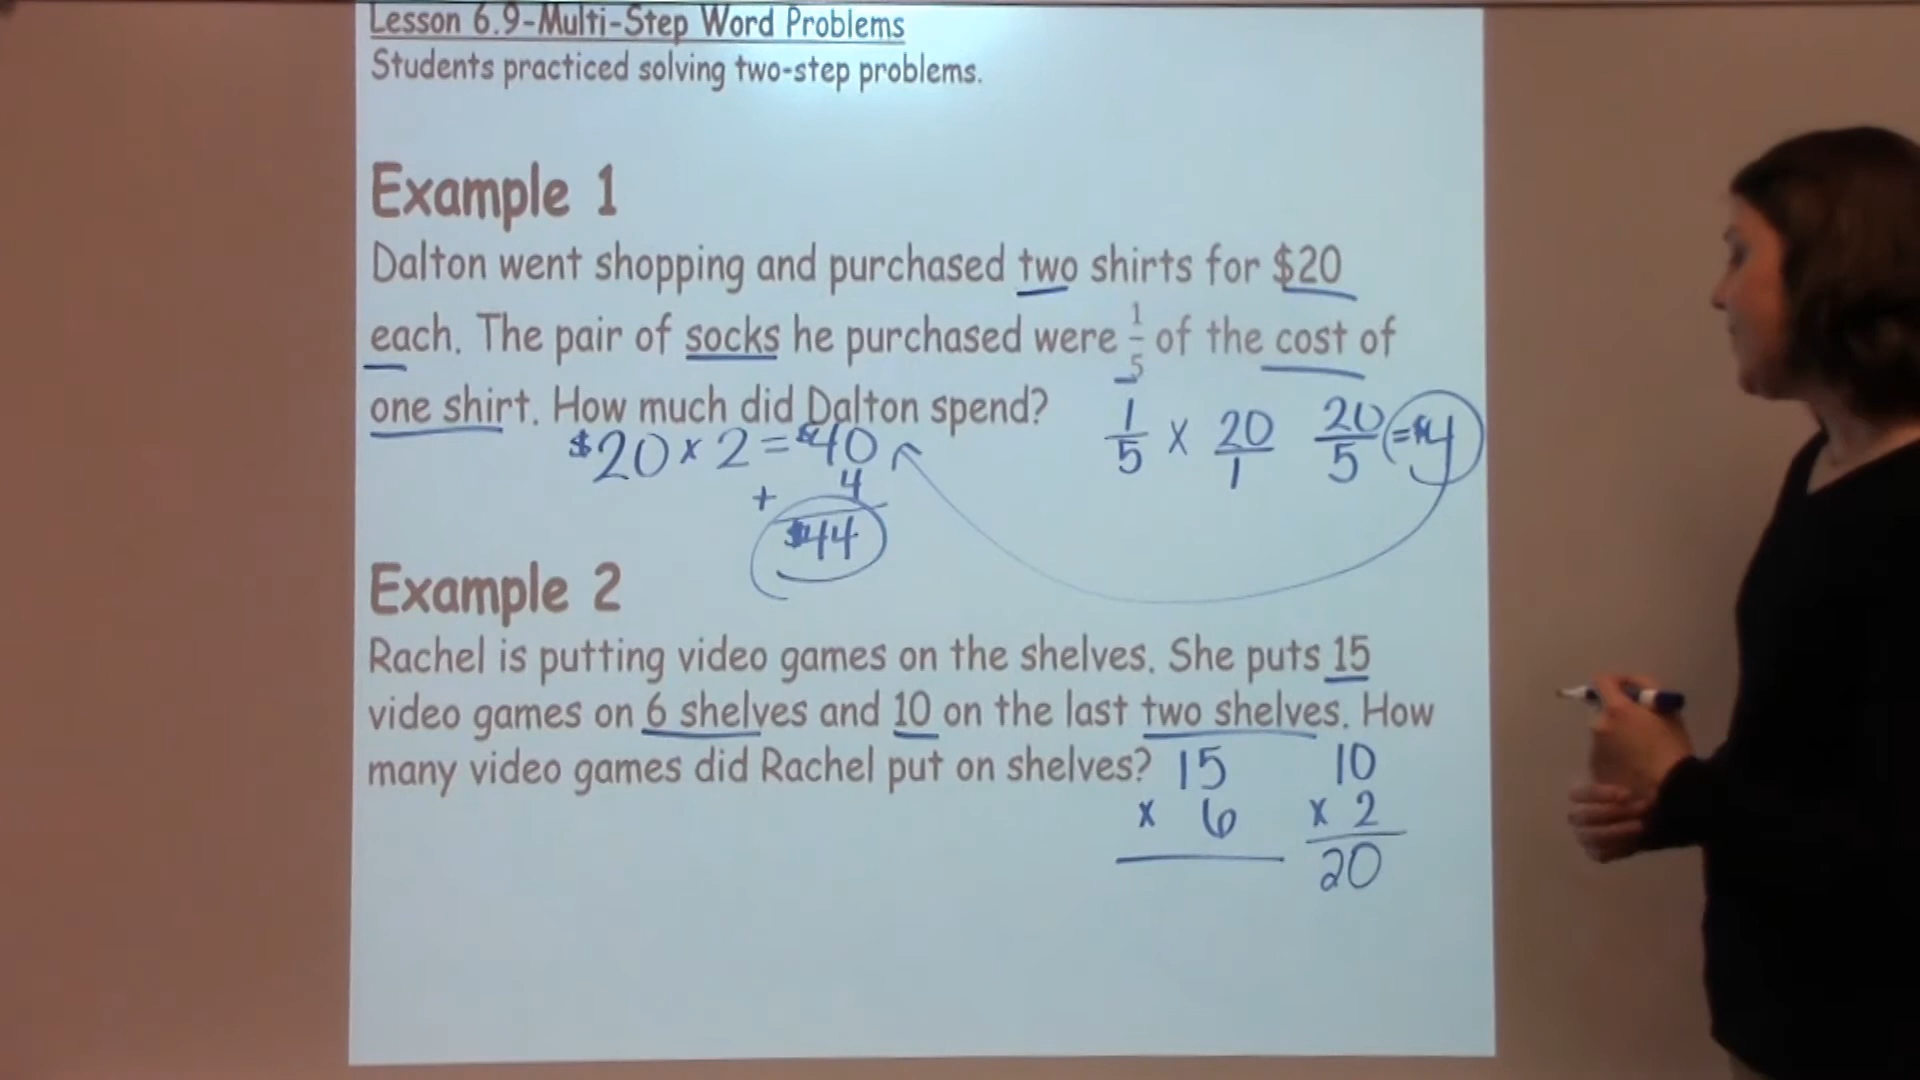 Lesson 6.9-Multi-Step Word Problems
Students practiced solving two-step problems.
Example 1
Dalton went shopping and purchased two shirts for $20
each. The pair of socks he purchased were 1/5 of the cost of
one shirt. How much did Dalton spend?
1/5 x 20/1 20/5 = $4
$20 x 2 = $40
+ 4
$44
Example 2
Rachel is putting video games on the shelves. She puts 15
video games on 6 shelves and 10 on the last two shelves. How
many video games did Rachel put on shelves?
15 10
x 6 x 2
20